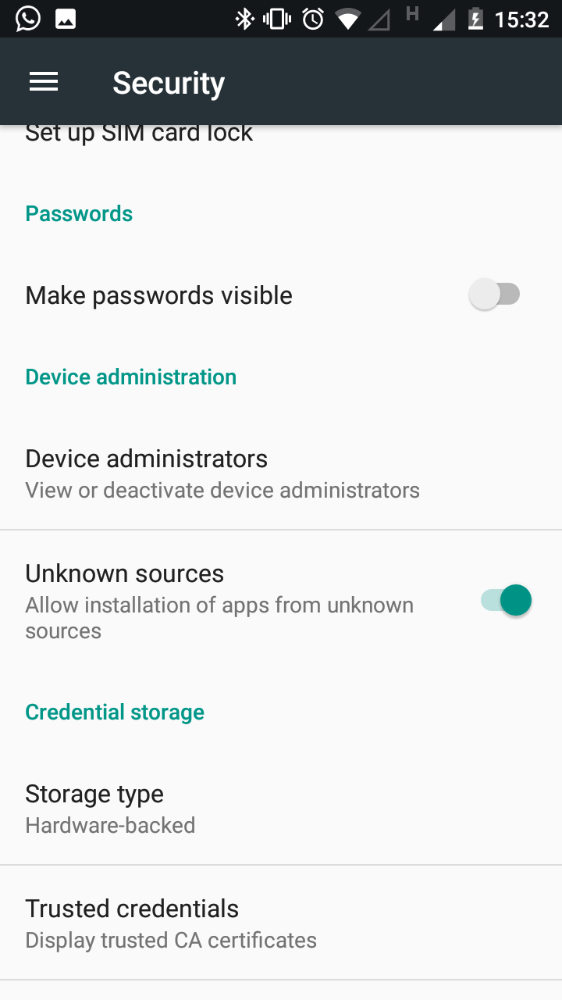 H
15:32
Security
Set up SIM card lock
Passwords
Make passwords visible
Device administration
Device administrators
View or deactivate device administrators
Unknown sources
Allow installation of apps from unknown
sources
Credential storage
Storage type
Hardware-backed
Trusted credentials
Display trusted CA certificates